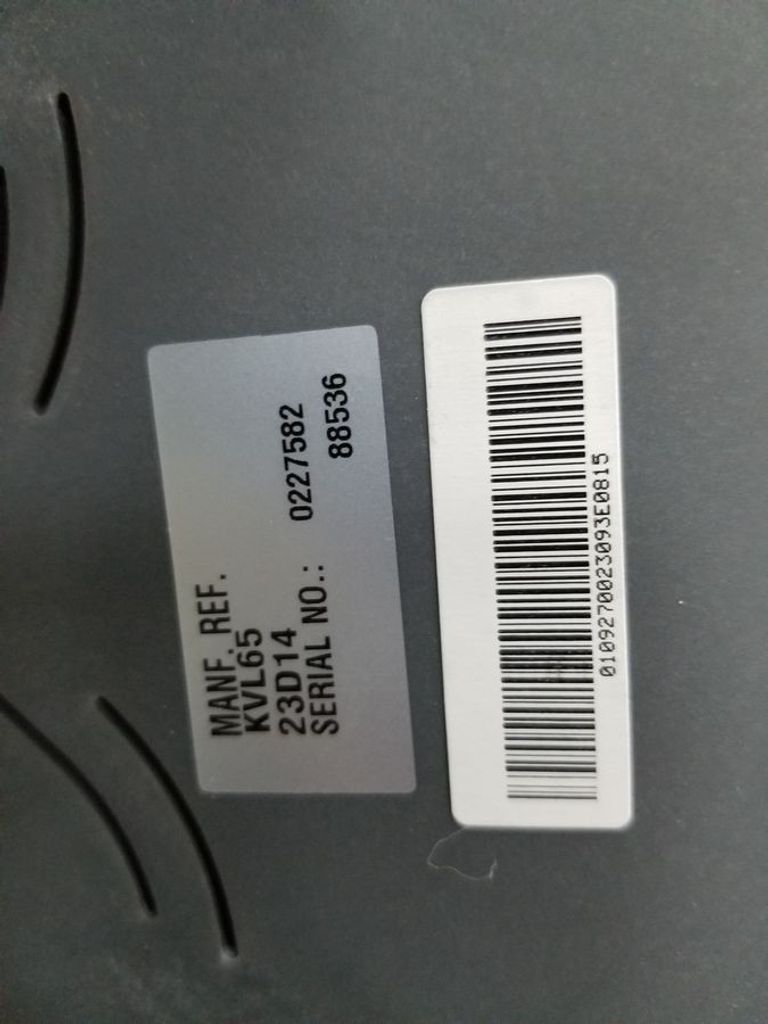 MANF. REF.
KVL65
23D14
SERIAL NO.: 0227582
88536
0109270023093E0815